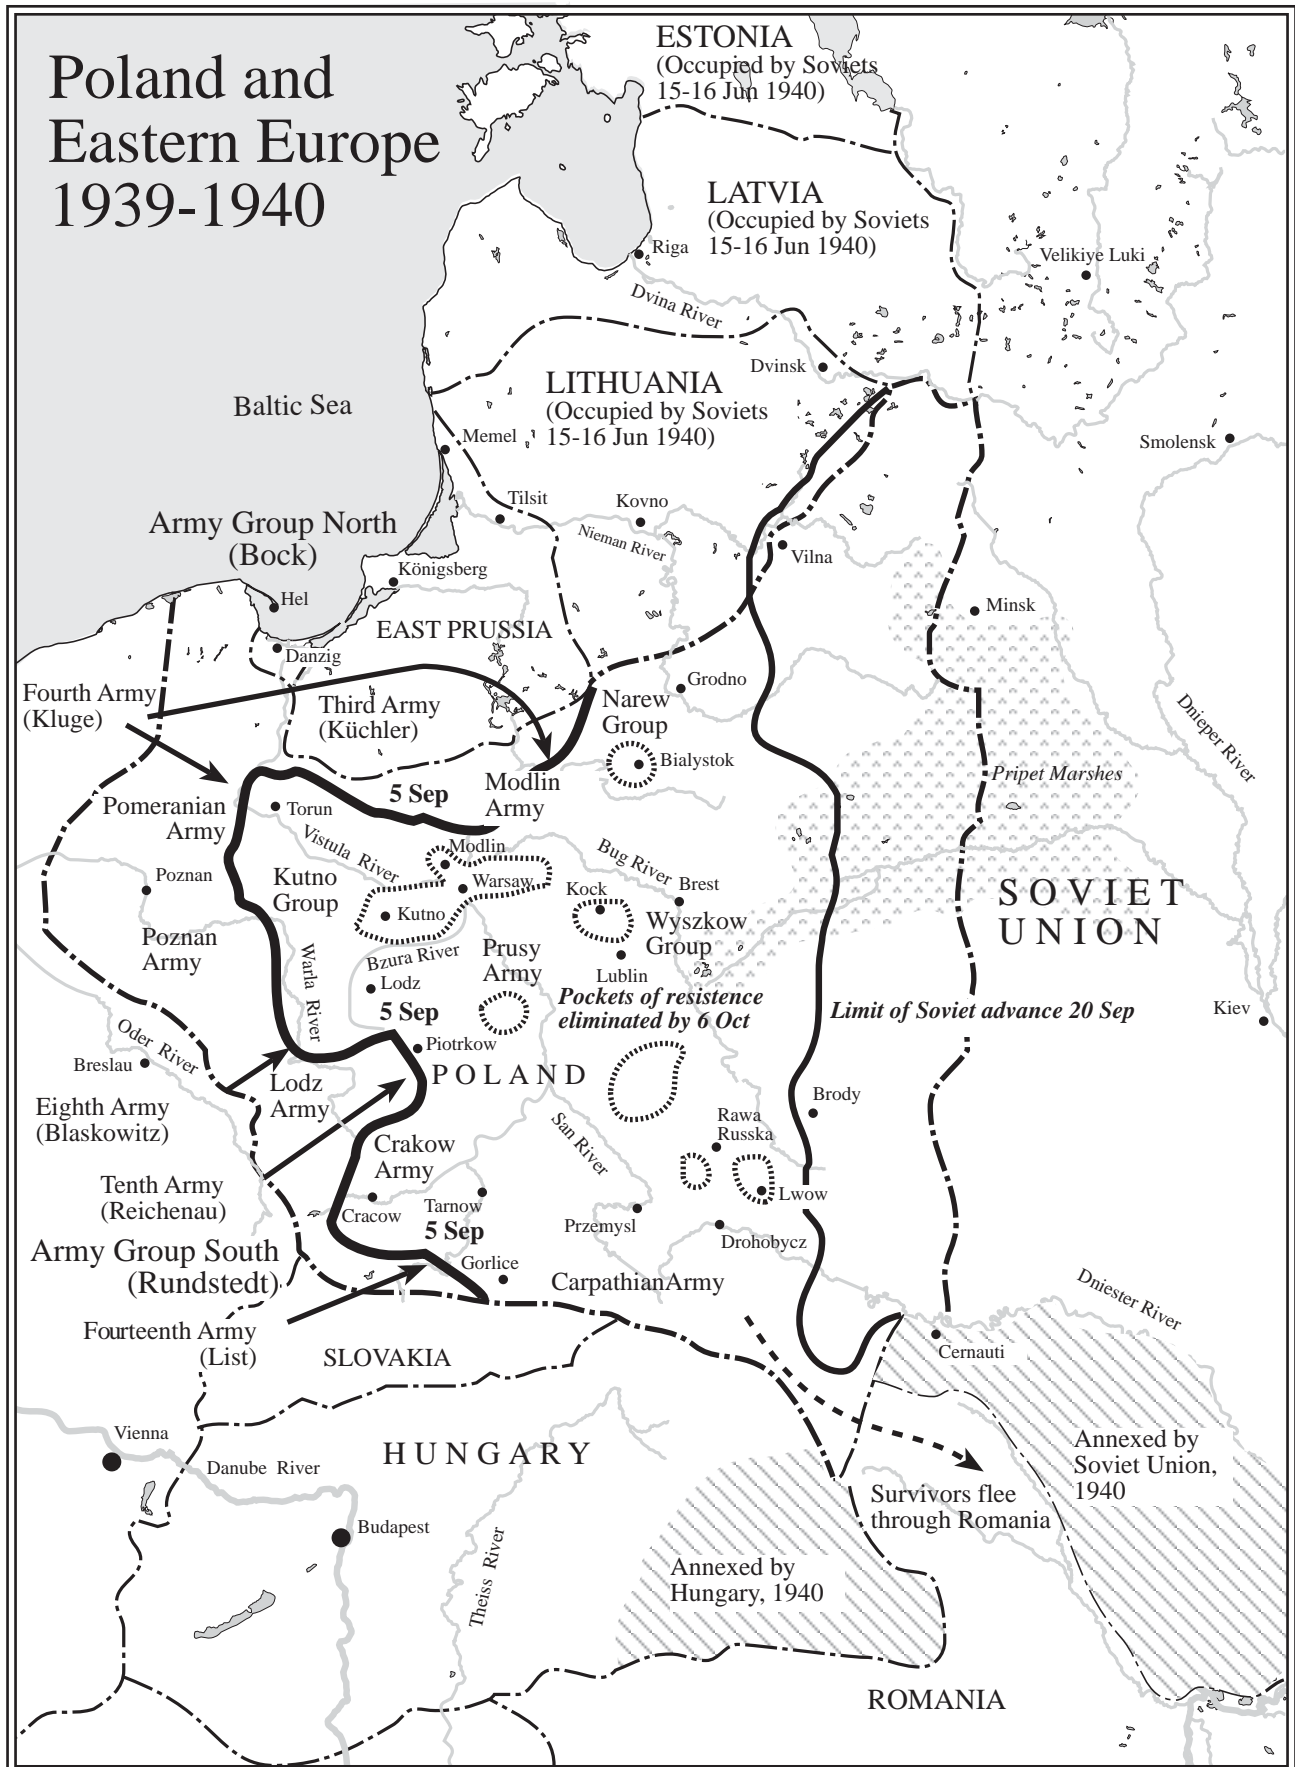 Poland and
Eastern Europe
1939-1940
ESTONIA
(Occupied by Soviets
15-16 Jun 1940)
LATVIA
(Occupied by Soviets
15-16 Jun 1940)
Riga
Velikiye Luki
Dvina River
Dvinsk
LITHUANIA
(Occupied by Soviets
15-16 Jun 1940)
Baltic Sea
Memel
Smolensk
Tilsit
Kovno
Army Group North
(Bock)
Nieman River
Vilna
Königsberg
Hel
Minsk
EAST PRUSSIA
Danzig
Grodno
Fourth Army
(Kluge)
Third Army
(Küchler)
Narew
Group
Dnieper River
Bialystok
Pripet Marshes
Modlin
Army
5 Sep
Pomeranian
Army
Torun
Vistula River
Modlin
Bug River
Poznan
Kutno
Group
Warsaw
Kock
Brest
SOVIET
UNION
Kutno
Wyszkow
Group
Poznan
Army
Warla River
Bzura River
Prusy
Army
Lublin
Lodz
Pockets of resistence
eliminated by 6 Oct
Limit of Soviet advance 20 Sep
Kiev
5 Sep
Oder River
Piotrkow
Breslau
POLAND
Lodz
Army
Eighth Army
(Blaskowitz)
Brody
San River
Rawa
Russka
Crakow
Army
Tenth Army
(Reichenau)
Lwow
Cracow
Tarnow
Przemysl
5 Sep
Drohobycz
Army Group South
(Rundstedt)
Gorlice
CarpathianArmy
Dniester River
Fourteenth Army
(List)
SLOVAKIA
Cernauti
Vienna
HUNGARY
Annexed by
Soviet Union,
1940
Danube River
Survivors flee
through Romania
Budapest
Theiss River
Annexed by
Hungary, 1940
ROMANIA